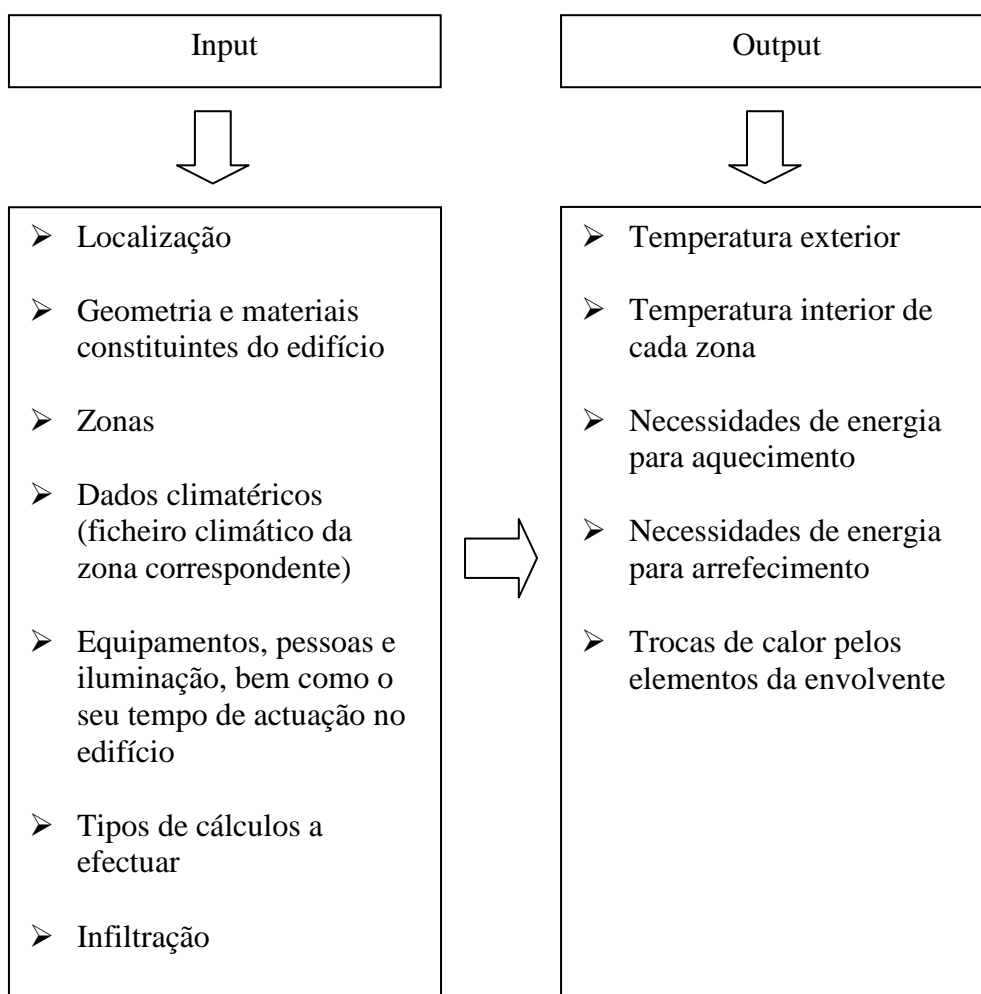 Input
Localização
Geometria e materiais
constituintes do edifício
Zonas
Dados climatéricos
(ficheiro climático da
zona correspondente)
Equipamentos, pessoas e
iluminação, bem como o
seu tempo de actuação no
edifício
Tipos de cálculos a
efectuar
Infiltração
Output
Temperatura exterior
Temperatura interior de
cada zona
Necessidades de energia
para aquecimento
Necessidades de energia
para arrefecimento
Trocas de calor pelos
elementos da envolvente